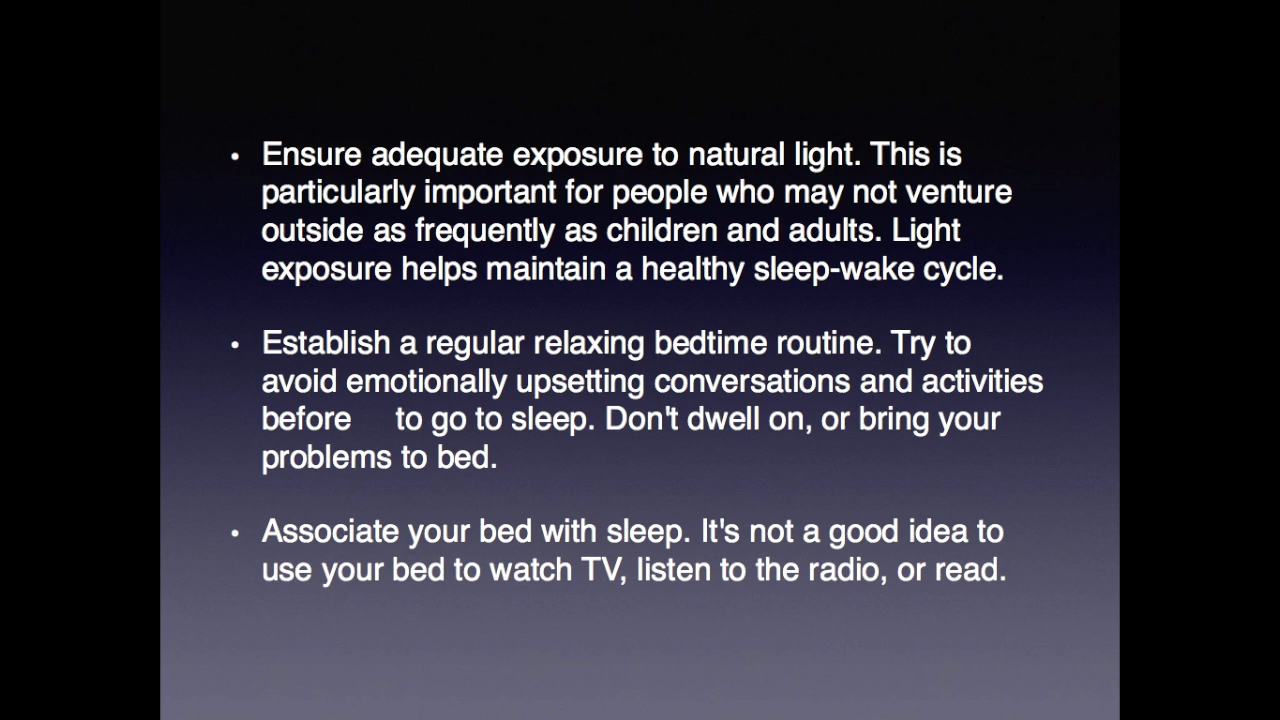 • Ensure adequate exposure to natural light. This is
particularly important for people who may not venture
outside as frequently as children and adults. Light
exposure helps maintain a healthy sleep-wake cycle.
• Establish a regular relaxing bedtime routine. Try to
avoid emotionally upsetting conversations and activities
before to go to sleep. Don't dwell on, or bring your
problems to bed.
• Associate your bed with sleep. It's not a good idea to
use your bed to watch TV, listen to the radio, or read.